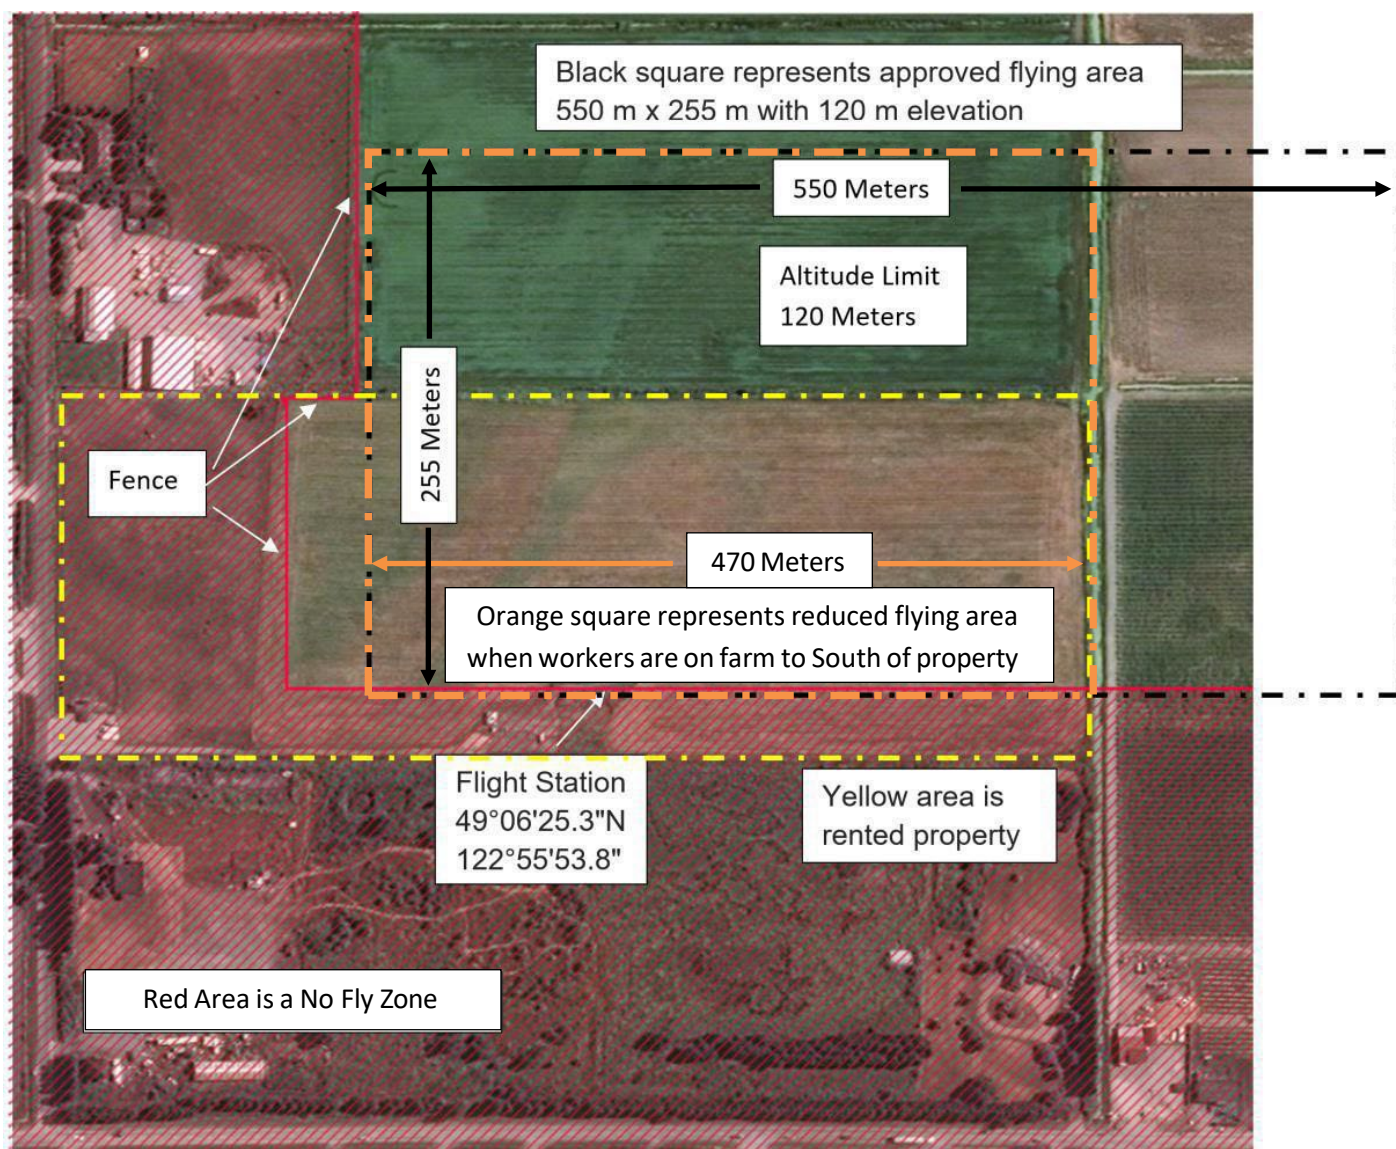 Black square represents approved flying area
550 m x 255 m with 120 m elevation
550 Meters
Altitude Limit
120 Meters
255 Meters
Fence
470 Meters
Orange square represents reduced flying area
when workers are on farm to South of property
Flight Station
49°06'25.3"N
122°55'53.8"
Yellow area is
rented property
Red Area is a No Fly Zone